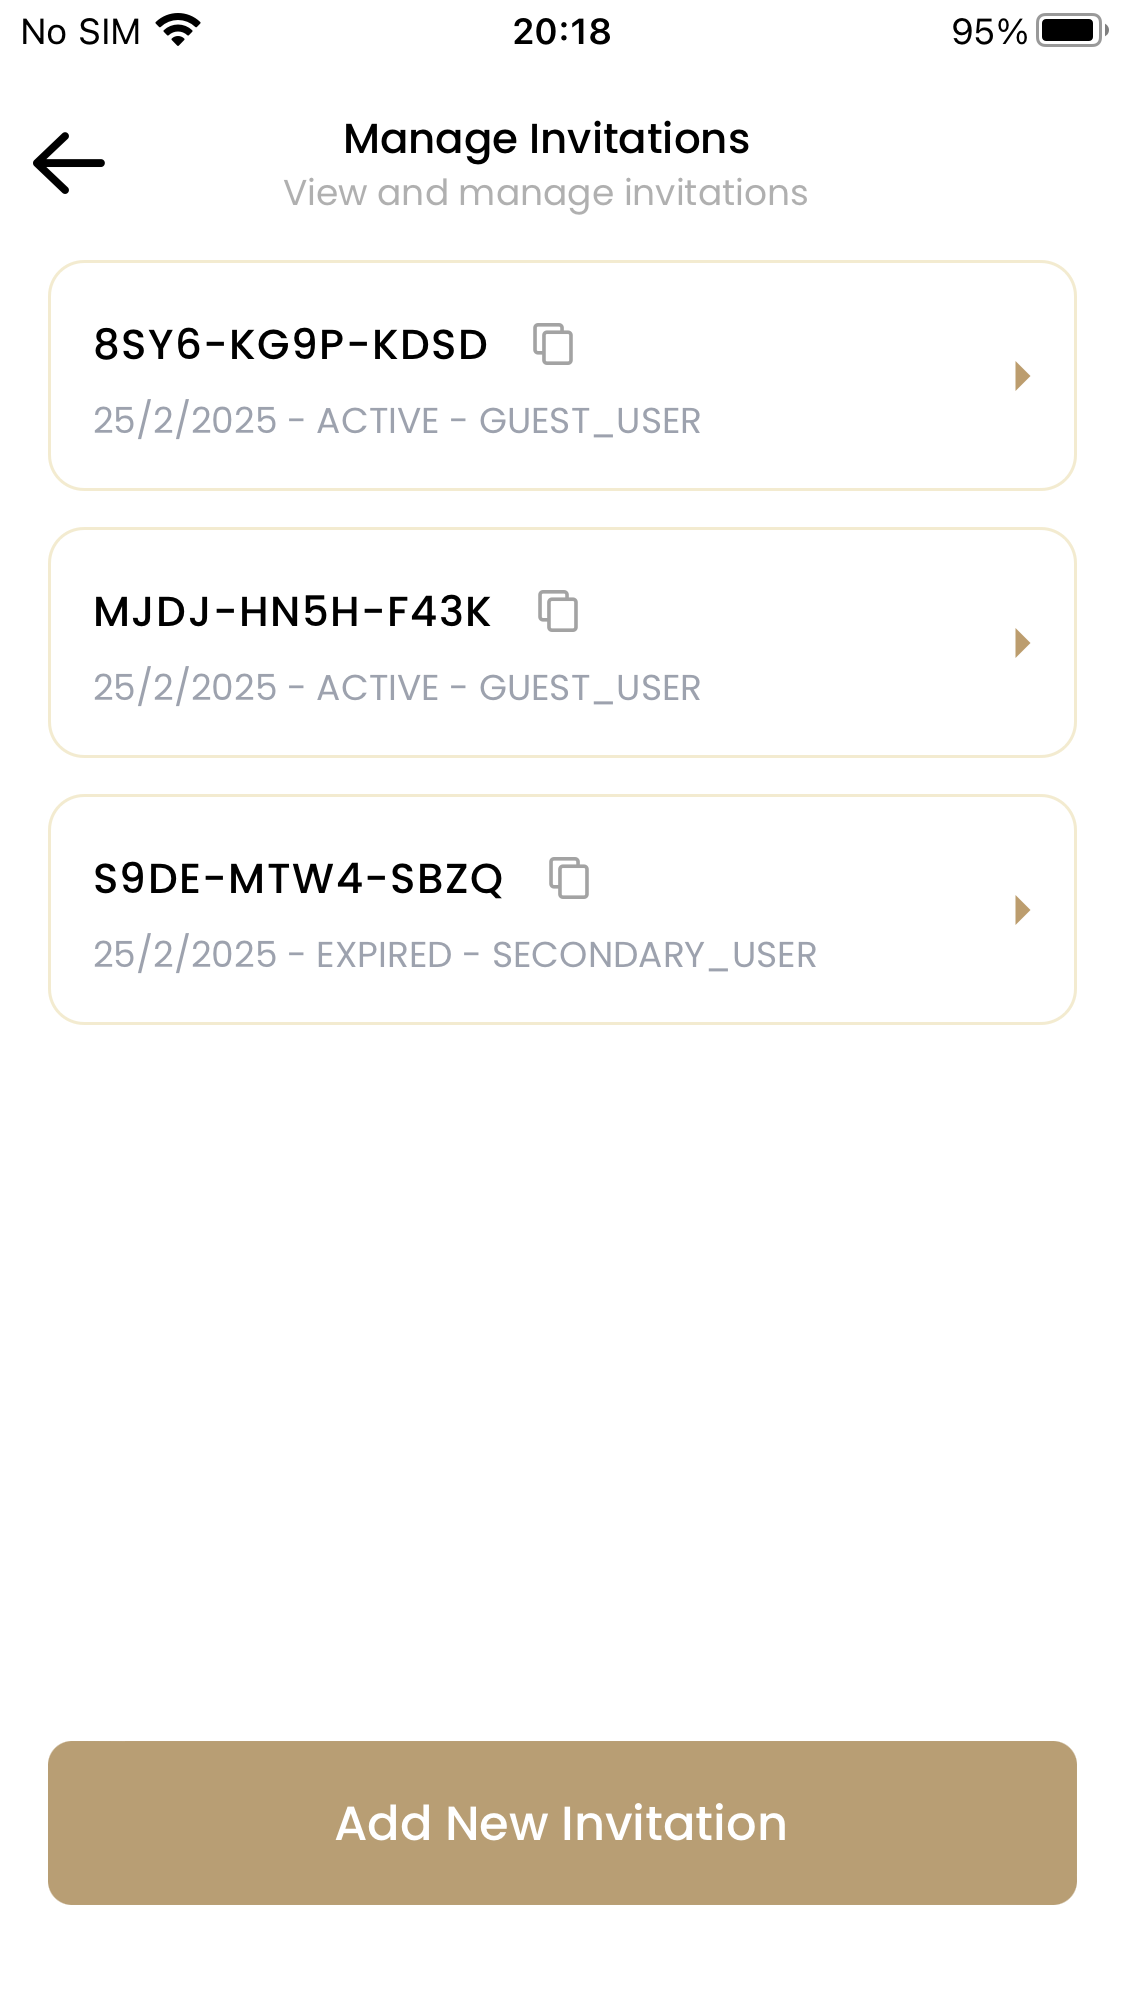 No SIM 20:18 95%
Manage Invitations
View and manage invitations
8SY6-KG9P-KDSD
25/2/2025 - ACTIVE - GUEST_USER
MJDJ-HN5H-F43K
25/2/2025 - ACTIVE - GUEST_USER
S9DE-MTW4-SBZQ
25/2/2025 - EXPIRED - SECONDARY_USER
Add New Invitation